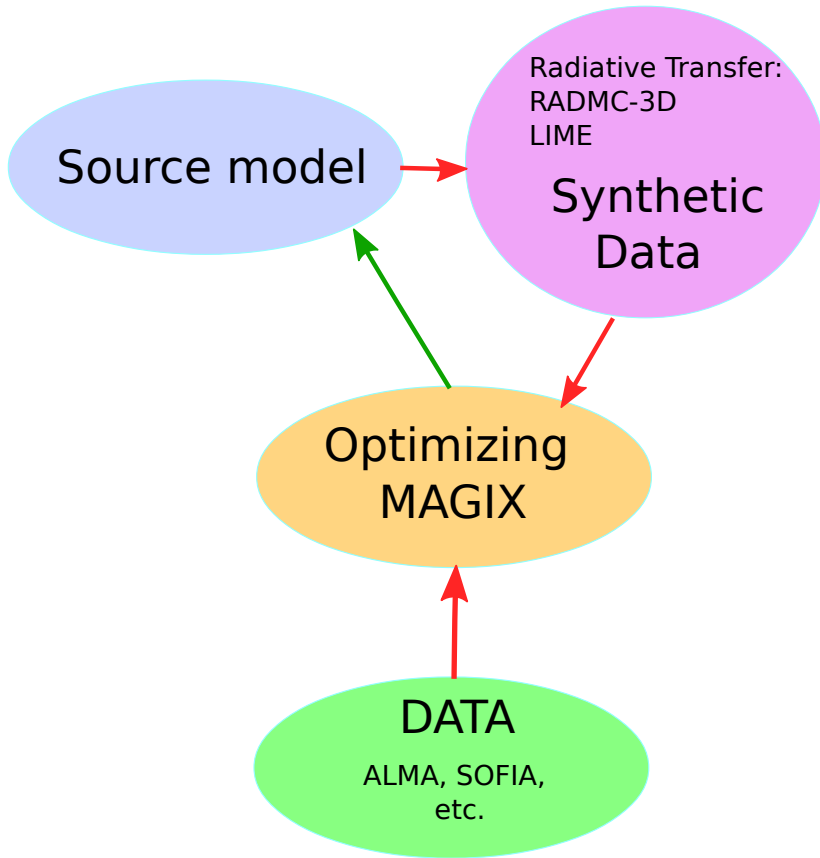 Source model
Radiative Transfer:
RADMC-3D
LIME
Synthetic
Data
Optimizing
MAGIX
DATA
ALMA, SOFIA,
etc.